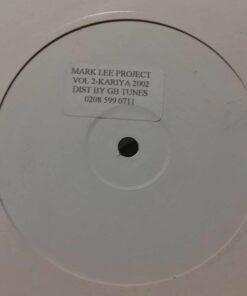 MARK LEE PROJECT
VOL 2-KARIYA 2002
DIST BY GB TUNES
0208 599 0711